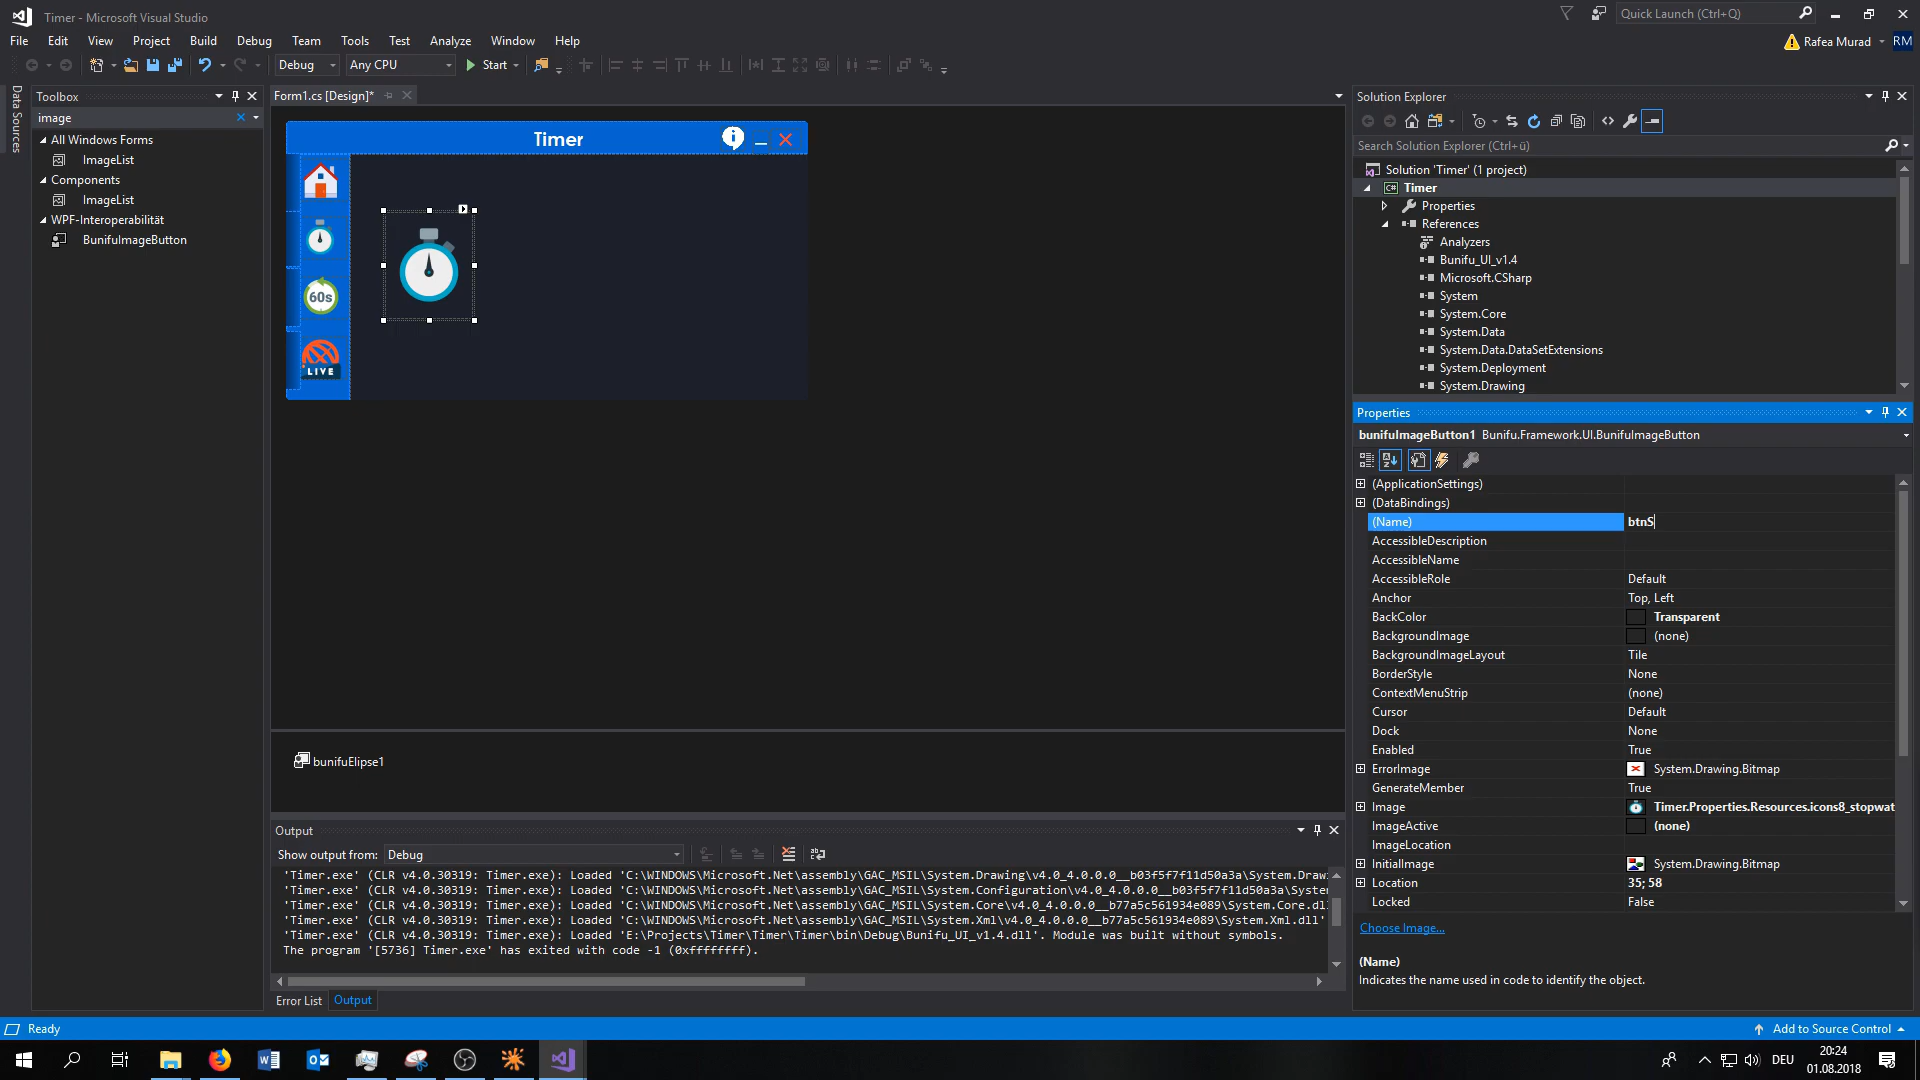 Timer - Microsoft Visual Studio
Quick Launch (Ctrl+Q)
File Edit View Project Build Debug Team Tools Test Analyze Window Help
Rafea Murad RM
Debug Any CPU Start
Data Sources
Toolbox
image
All Windows Forms
ImageList
Components
ImageList
WPF-Interoperabilität
BunifuImageButton
Form1.cs [Design]*
Timer
60s
LIVE
bunifuElipse1
Output
Show output from: Debug
'Timer.exe' (CLR v4.0.30319: Timer.exe): Loaded 'C:\WINDOWS\Microsoft.Net\assembly\GAC_MSIL\System.Drawing\v4.0_4.0.0.0__b03f5f7f11d50a3a\System.Drawi
'Timer.exe' (CLR v4.0.30319: Timer.exe): Loaded 'C:\WINDOWS\Microsoft.Net\assembly\GAC_MSIL\System.Configuration\v4.0_4.0.0.0__b03f5f7f11d50a3a\System
'Timer.exe' (CLR v4.0.30319: Timer.exe): Loaded 'C:\WINDOWS\Microsoft.Net\assembly\GAC_MSIL\System.Core\v4.0_4.0.0.0__b77a5c561934e089\System.Core.dll
'Timer.exe' (CLR v4.0.30319: Timer.exe): Loaded 'C:\WINDOWS\Microsoft.Net\assembly\GAC_MSIL\System.Xml\v4.0_4.0.0.0__b77a5c561934e089\System.Xml.dll'
'Timer.exe' (CLR v4.0.30319: Timer.exe): Loaded 'E:\Projects\Timer\Timer\Timer\bin\Debug\Bunifu_UI_v1.4.dll'. Module was built without symbols.
The program '[5736] Timer.exe' has exited with code -1 (0xffffffff).
Error List Output
Solution Explorer
Search Solution Explorer (Ctrl+ü)
Solution 'Timer' (1 project)
C# Timer
Properties
References
Analyzers
Bunifu_UI_v1.4
Microsoft.CSharp
System
System.Core
System.Data
System.Data.DataSetExtensions
System.Deployment
System.Drawing
Properties
bunifuImageButton1 Bunifu.Framework.UI.BunifuImageButton
(ApplicationSettings)
(DataBindings)
(Name) btnS
AccessibleDescription
AccessibleName
AccessibleRole Default
Anchor Top, Left
BackColor Transparent
BackgroundImage (none)
BackgroundImageLayout Tile
BorderStyle None
ContextMenuStrip (none)
Cursor Default
Dock None
Enabled True
ErrorImage System.Drawing.Bitmap
GenerateMember True
Image Timer.Properties.Resources.icons8_stopwat
ImageActive (none)
ImageLocation
InitialImage System.Drawing.Bitmap
Location 35; 58
Locked False
Choose Image...
(Name)
Indicates the name used in code to identify the object.
Ready
Add to Source Control
DEU
20:24
01.08.2018